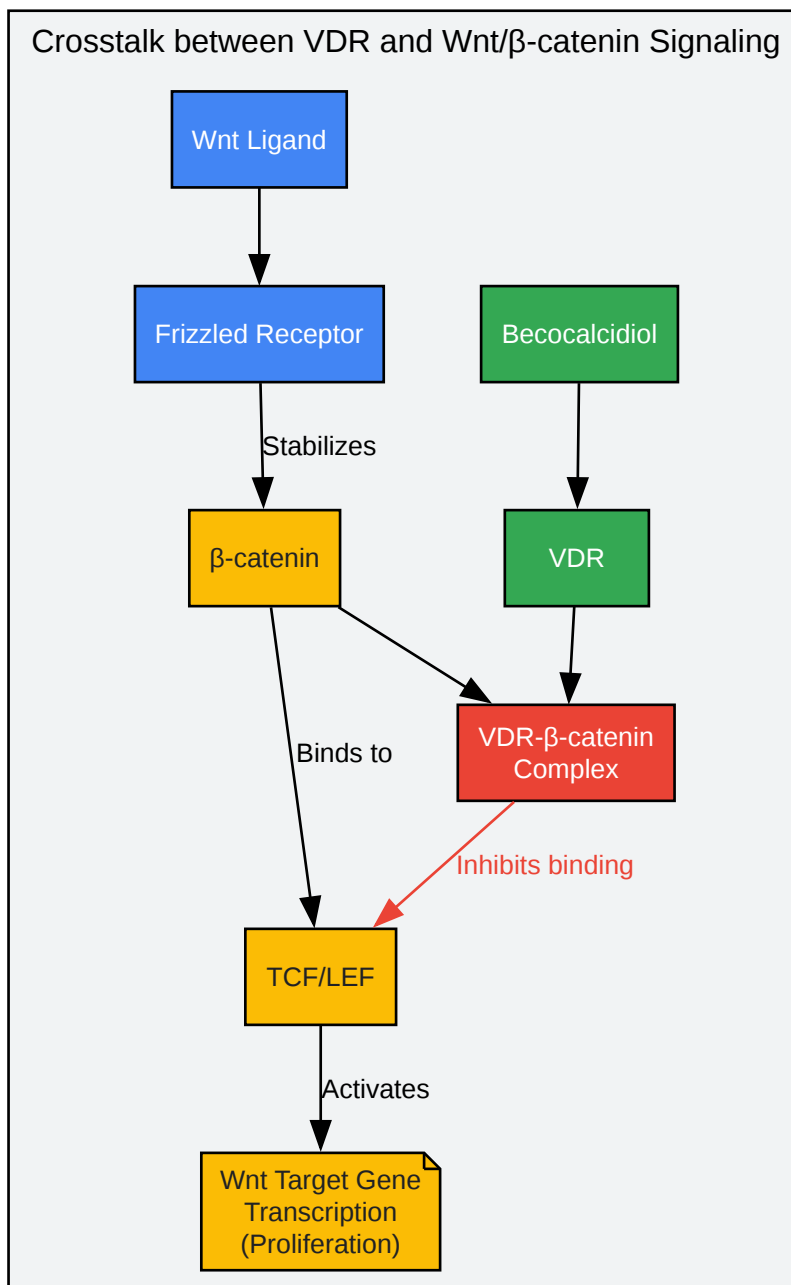 Crosstalk between VDR and Wnt/β-catenin Signaling
Wnt Ligand
Frizzled Receptor
Becocalcidiol
Stabilizes
β-catenin
VDR
VDR-β-catenin
Complex
Binds to
Inhibits binding
TCF/LEF
Activates
Wnt Target Gene
Transcription
(Proliferation)